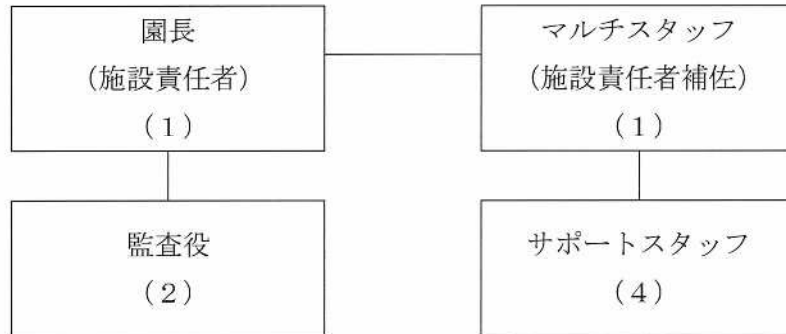 園長
(施設責任者)
(1)
マルチスタッフ
(施設責任者補佐)
(1)
監査役
(2)
サポートスタッフ
(4)